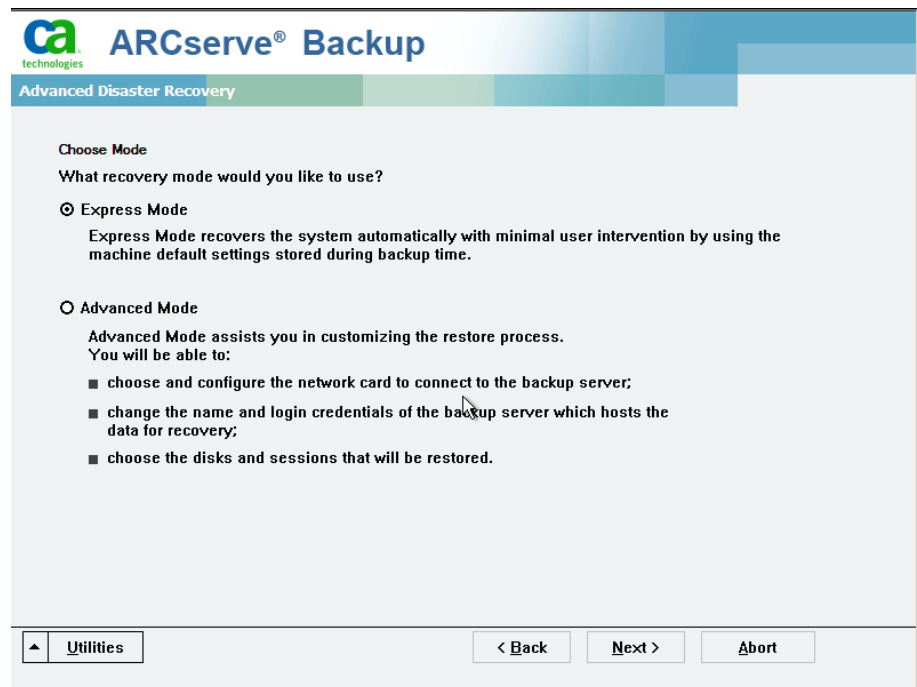 ca
technologies
ARCserve® Backup
Advanced Disaster Recovery
Choose Mode
What recovery mode would you like to use?
Express Mode
Express Mode recovers the system automatically with minimal user intervention by using the
machine default settings stored during backup time.
Advanced Mode
Advanced Mode assists you in customizing the restore process.
You will be able to:
choose and configure the network card to connect to the backup server;
change the name and login credentials of the backup server which hosts the
data for recovery;
choose the disks and sessions that will be restored.
Utilities
< Back
Next >
Abort